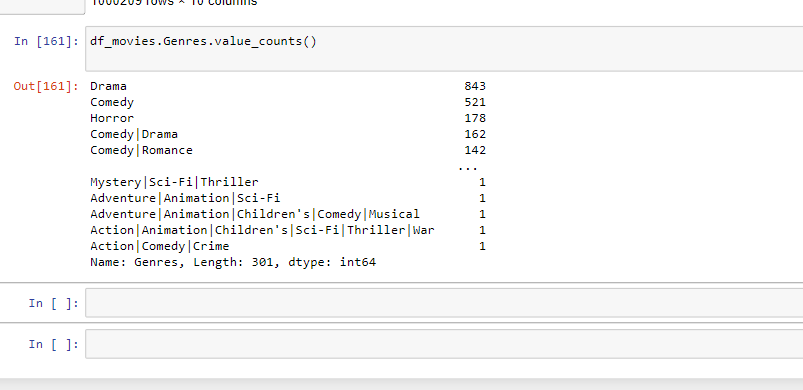 1000209 rows × 10 columns
In [161]: df_movies.Genres.value_counts()
Out[161]: Drama 843
Comedy 521
Horror 178
Comedy|Drama 162
Comedy|Romance 142
...
Mystery|Sci-Fi|Thriller 1
Adventure|Animation|Sci-Fi 1
Adventure|Animation|Children's|Comedy|Musical 1
Action|Animation|Children's|Sci-Fi|Thriller|War 1
Action|Comedy|Crime 1
Name: Genres, Length: 301, dtype: int64
In [ ]:
In [ ]: